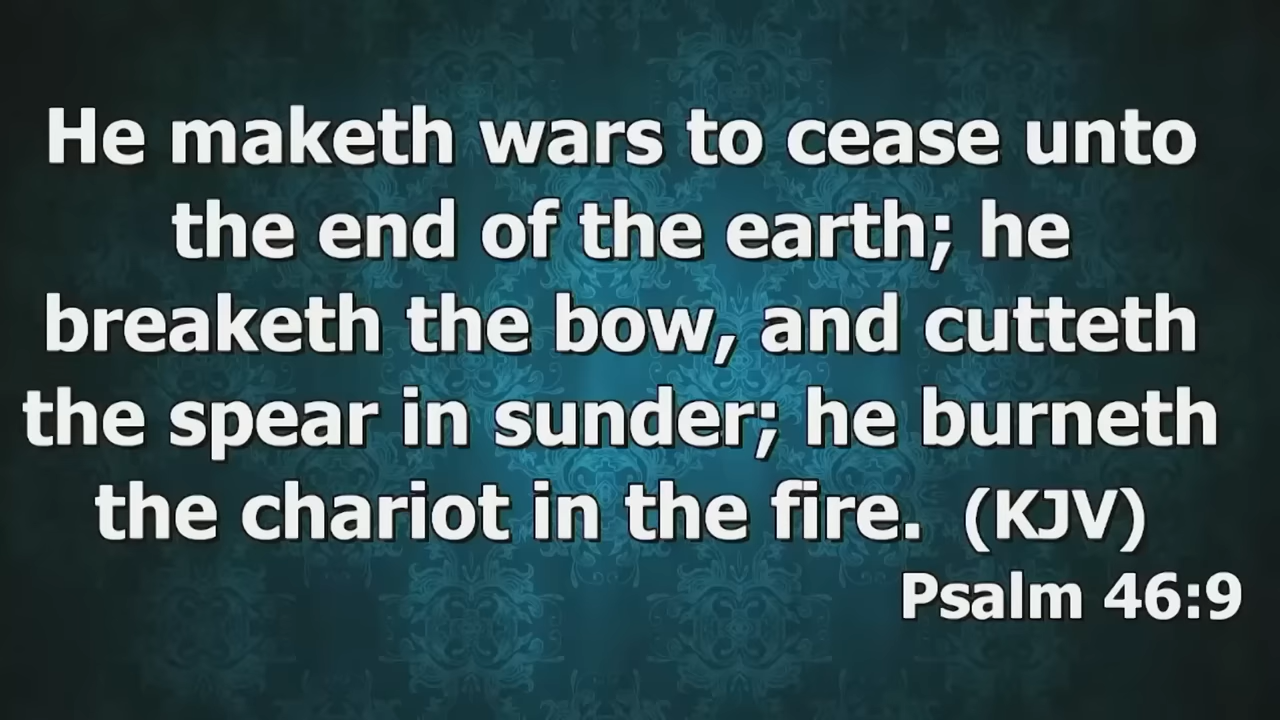 He maketh wars to cease unto
the end of the earth; he
breaketh the bow, and cutteth
the spear in sunder; he burneth
the chariot in the fire.  (KJV)
Psalm 46:9